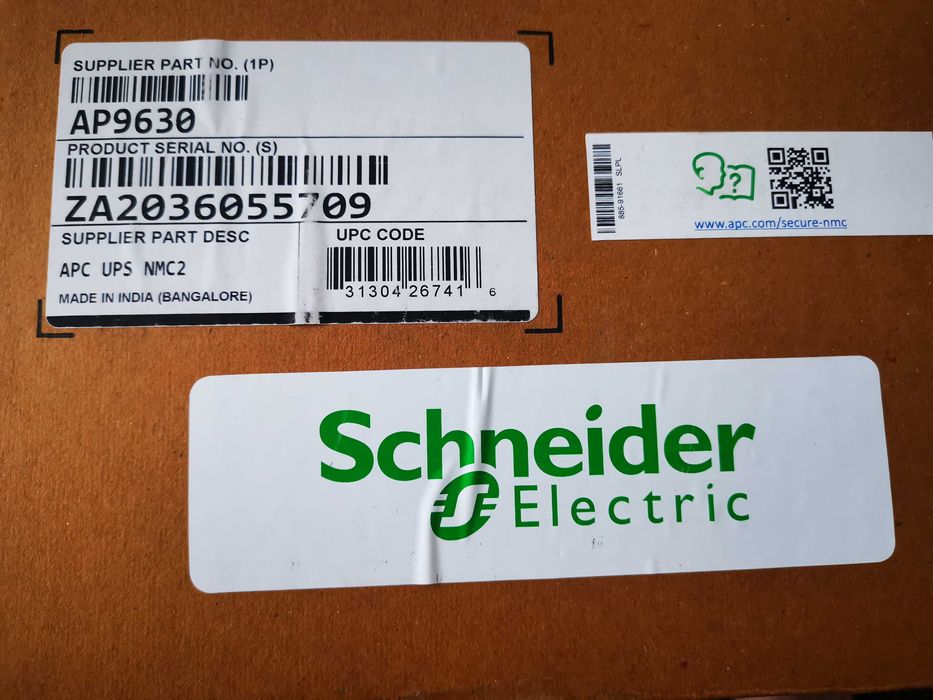 SUPPLIER PART NO. (1P)
AP9630
PRODUCT SERIAL NO. (S)
ZA2036055709
SUPPLIER PART DESC
UPC CODE
APC UPS NMC2
MADE IN INDIA (BANGALORE)
31304 26741 6
885-91661 SLPL
?
www.apc.com/secure-nmc
Schneider
Electric